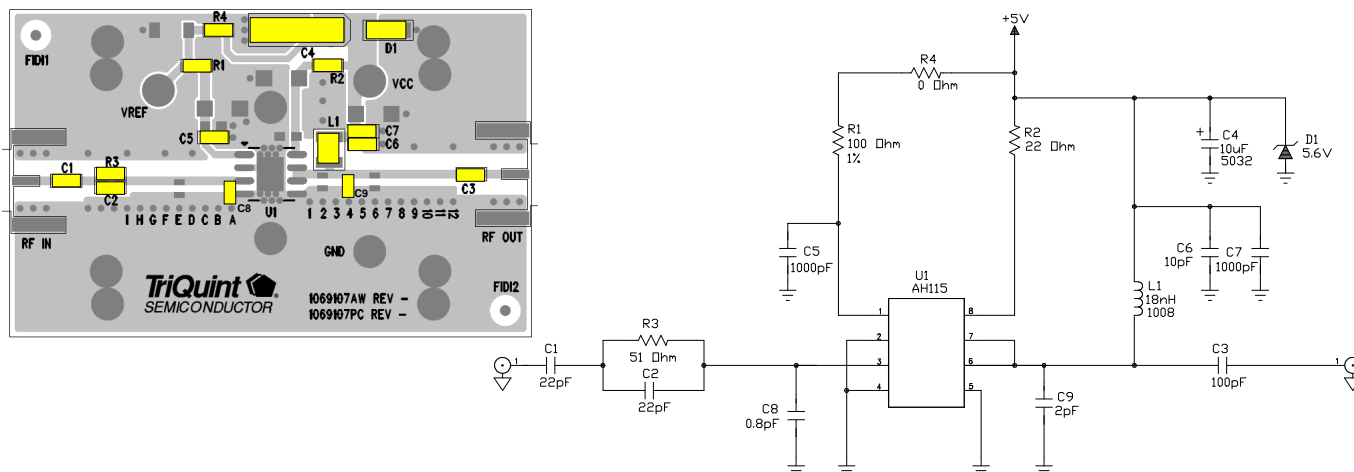 R4
C4
D1
FIDI1
R1
R2
VREF
VCC
L1
C5
C7
C6
C1
R3
C2
C8
C9
C3
U1
I H G F E D C B A
1 2 3 4 5 6 7 8 9 10 11 12
RF IN
RF OUT
GND
TriQuint
SEMICONDUCTOR
FIDI2
1069107AW REV -
1069107PC REV -
+5V
R4
0 Ohm
R1
100 Ohm
1%
R2
22 Ohm
+
C4
10uF
5032
D1
5.6V
C5
1000pF
C6
10pF
C7
1000pF
U1
AH115
L1
18nH
1008
1
2
3
4
8
7
6
5
R3
51 Ohm
C1
22pF
C2
22pF
1
C8
0.8pF
C9
2pF
C3
100pF
1